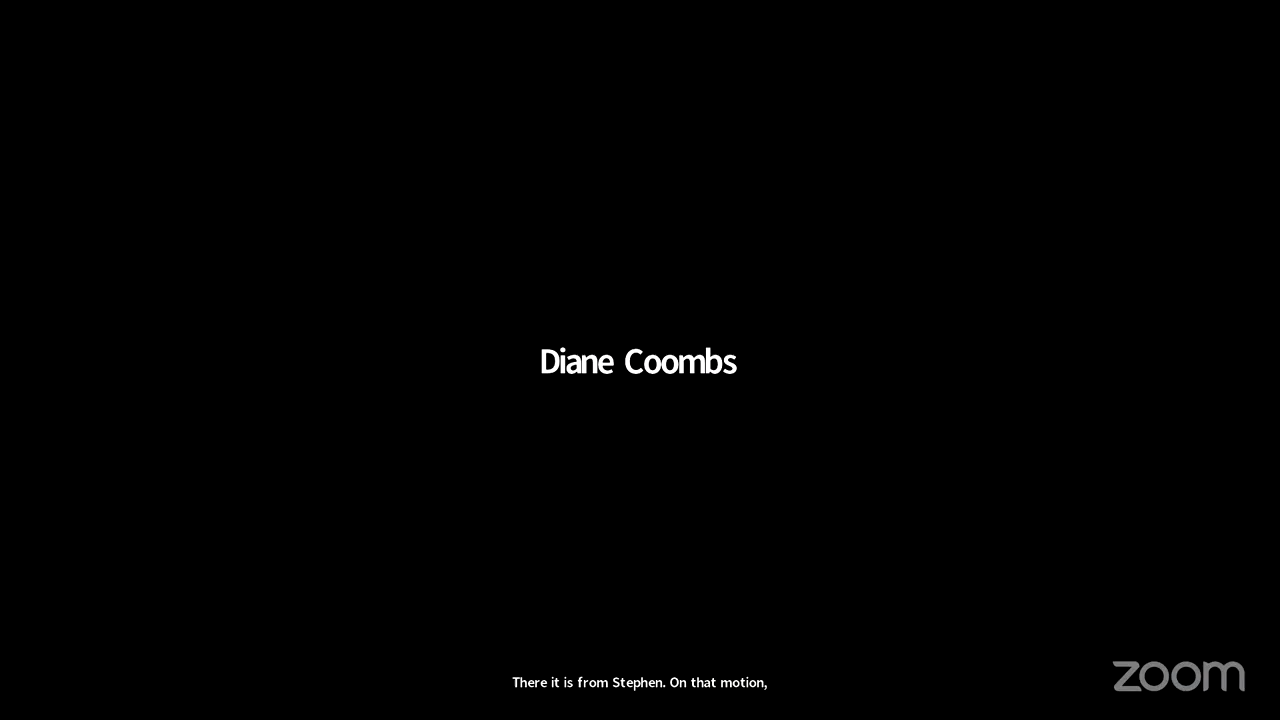 Diane Coombs
There it is from Stephen. On that motion,
zoom